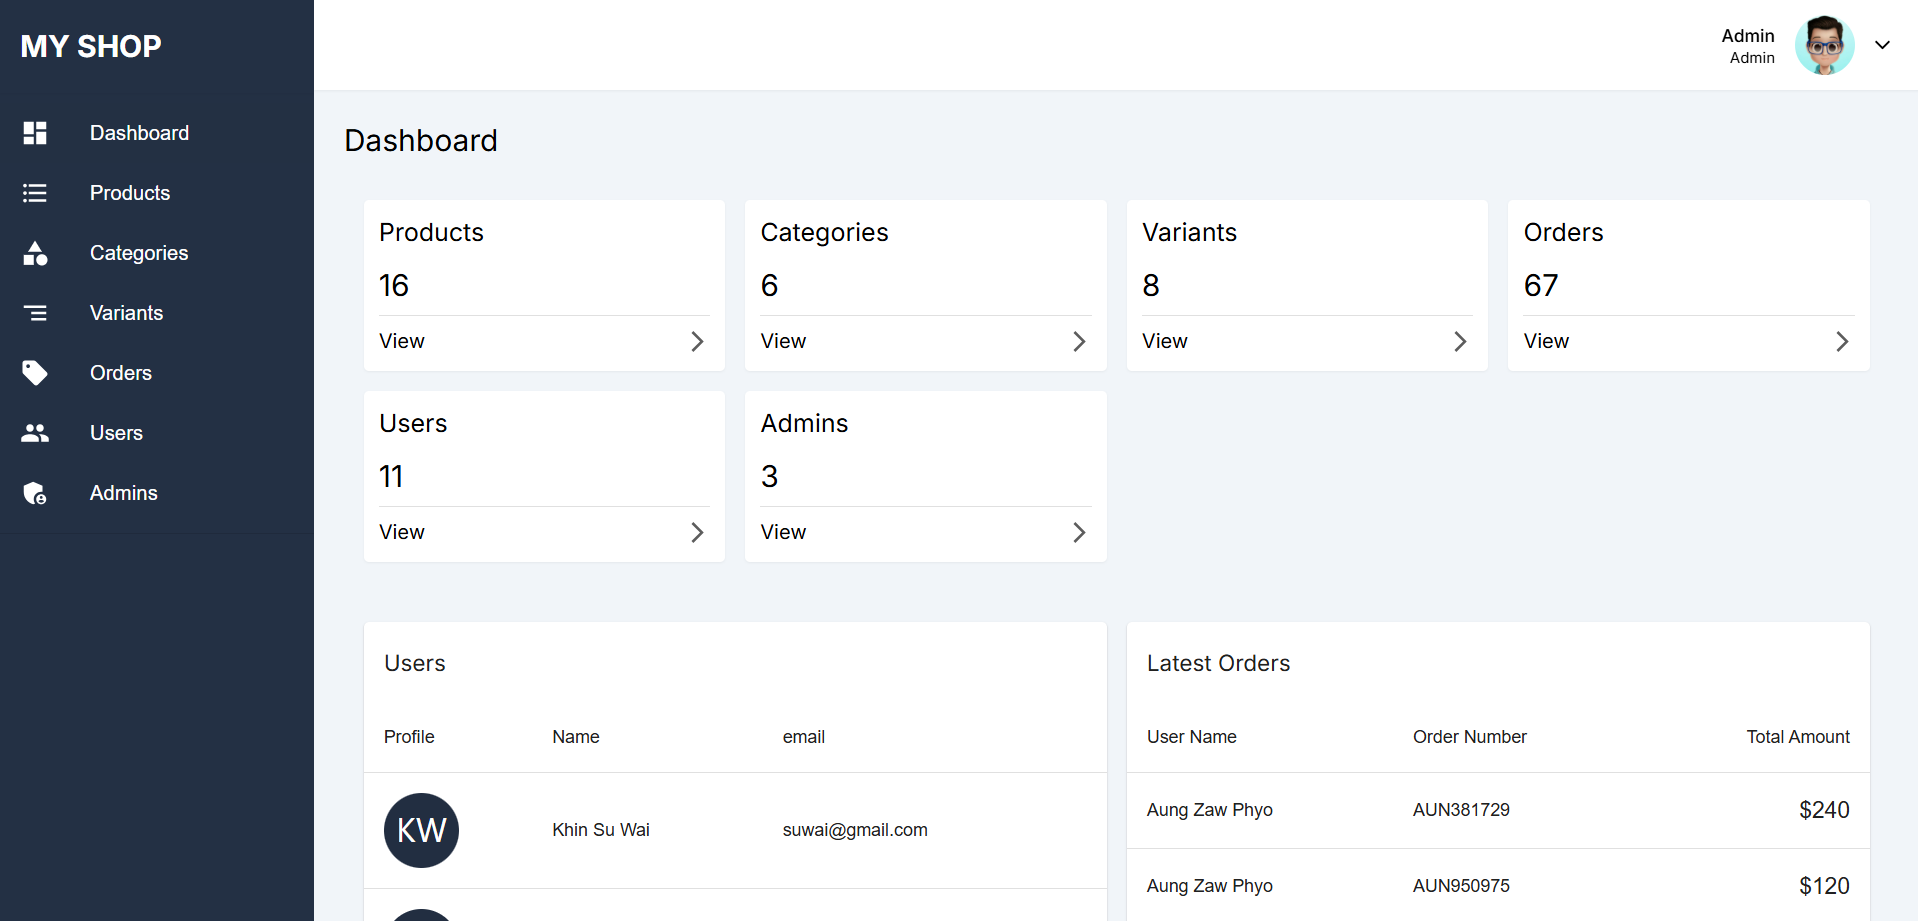 MY SHOP
Dashboard
Products
Categories
Variants
Orders
Users
Admins
Admin
Admin
Dashboard
Products
16
View
Categories
6
View
Variants
8
View
Orders
67
View
Users
11
View
Admins
3
View
Users
Profile Name email
KW Khin Su Wai suwai@gmail.com
Latest Orders
User Name Order Number Total Amount
Aung Zaw Phyo AUN381729 $240
Aung Zaw Phyo AUN950975 $120